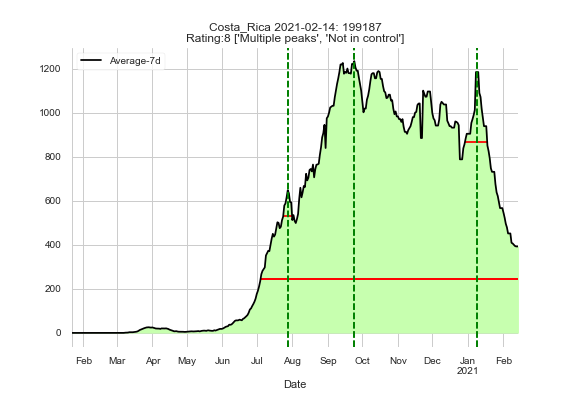 Costa_Rica 2021-02-14: 199187
Rating:8 ['Multiple peaks', 'Not in control']
Average-7d
1200
1000
800
600
400
200
0
Feb Mar Apr May Jun Jul Aug Sep Oct Nov Dec Jan Feb
2021
Date